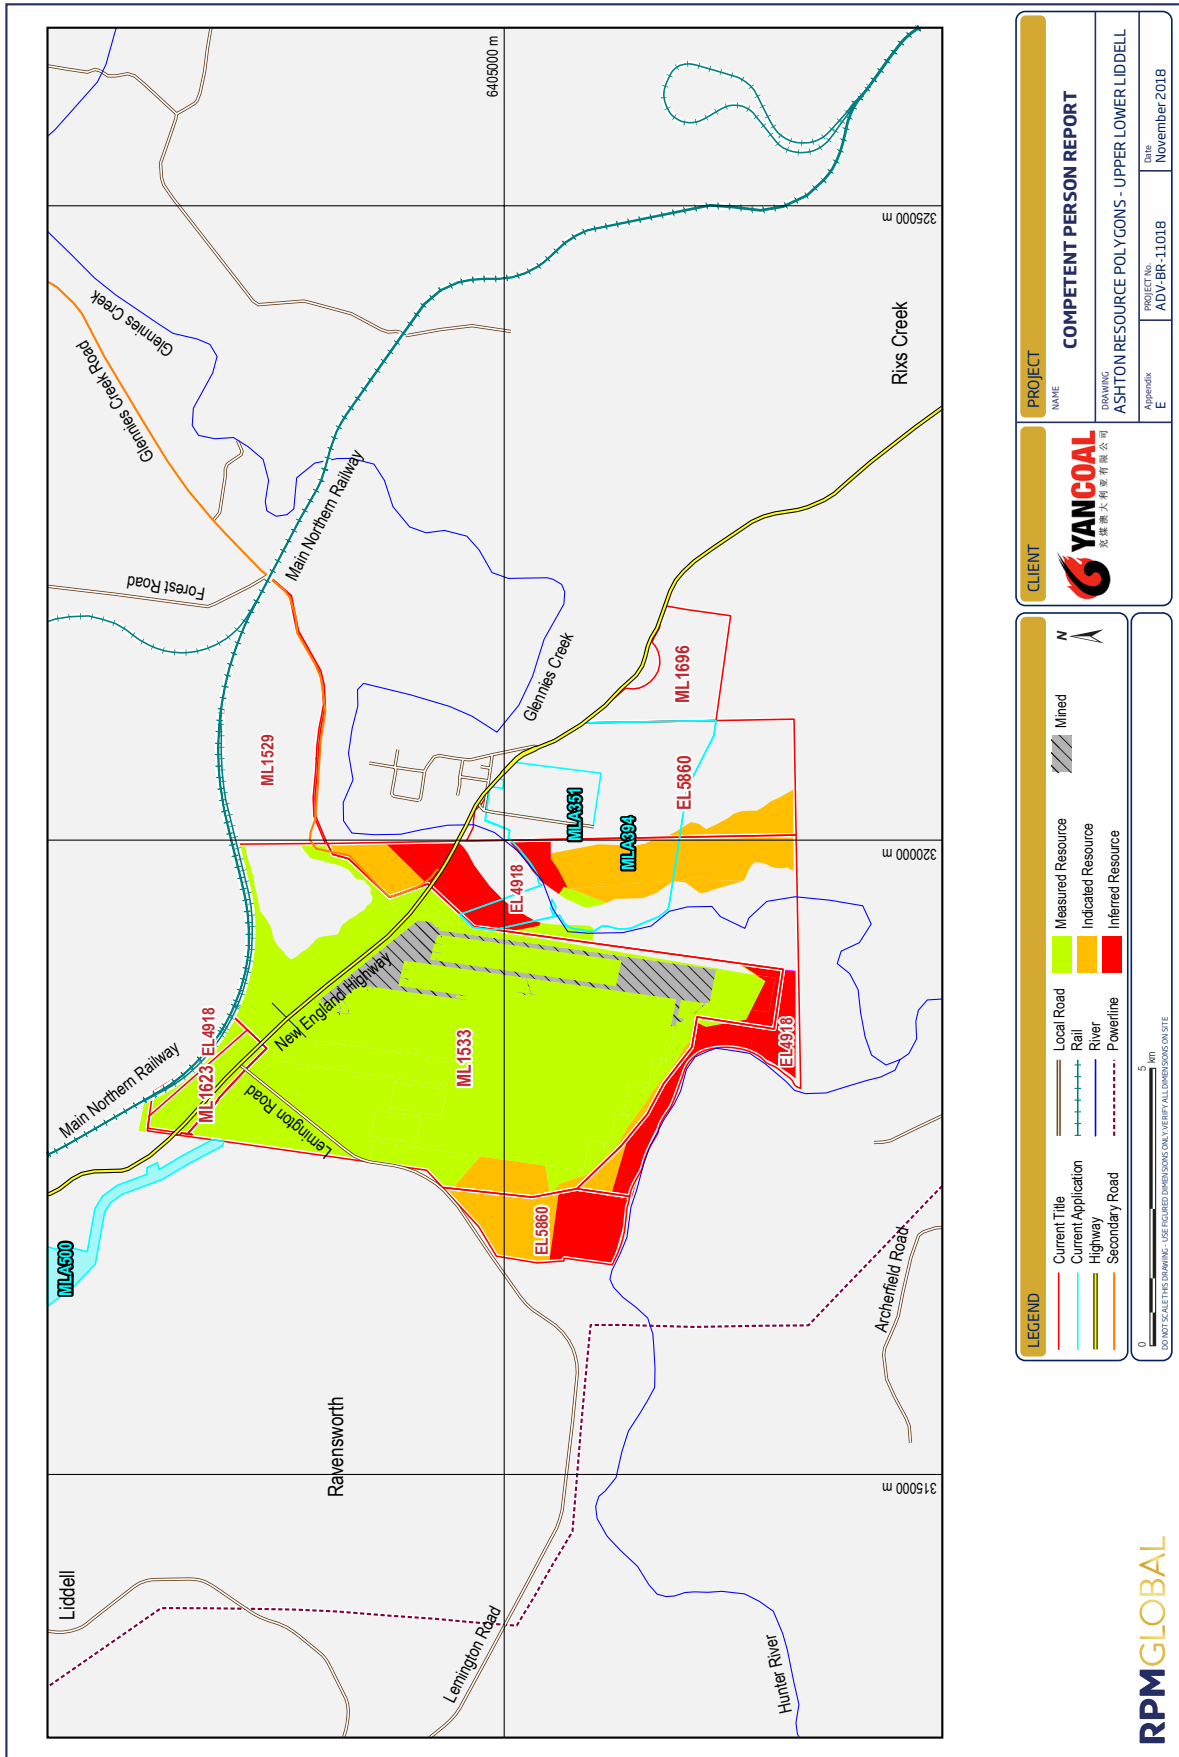 Liddell
Ravensworth
Rixs Creek
MLA500
Main Northern Railway
ML1623
EL4918
New England Highway
Lemington Road
ML1533
EL5860
Lemington Road
Hunter River
Archerfield Road
EL4918
EL4918
MLA351
MLA394
EL5860
ML1696
ML1529
Glennies Creek
Main Northern Railway
Forest Road
Glennies Creek Road
Glennies Creek
6405000 m
315000 m
320000 m
325000 m
RPMGLOBAL
LEGEND
Current Title
Current Application
Highway
Secondary Road
Local Road
Rail
River
Powerline
Measured Resource
Indicated Resource
Inferred Resource
Mined
N
0
5
km
DO NOT SCALE THIS DRAWING - USE FIGURED DIMENSIONS ONLY. VERIFY ALL DIMENSIONS ON SITE
CLIENT
YANCOAL
兖煤澳大利亚有限公司
PROJECT
NAME
COMPETENT PERSON REPORT
DRAWING
ASHTON RESOURCE POLYGONS - UPPER LOWER LIDDELL
Appendix
E
PROJECT No.
ADV-BR-11018
Date
November 2018